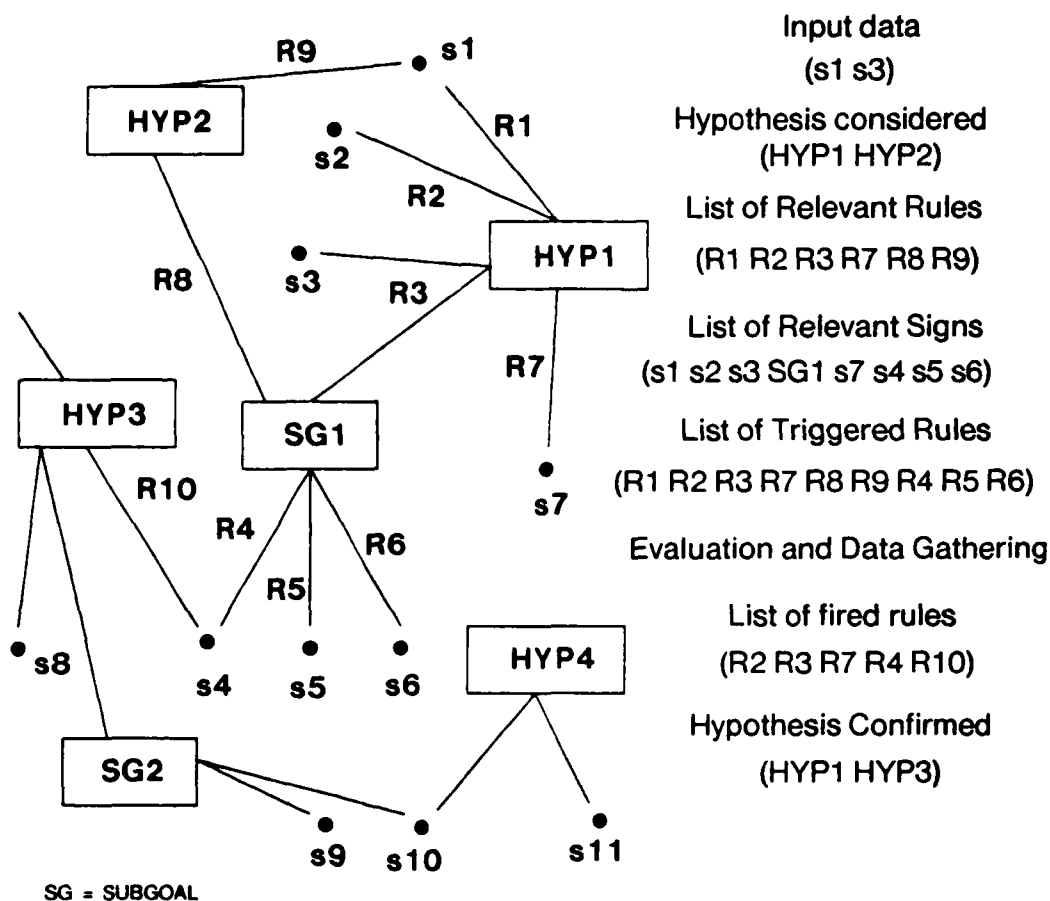 R9
s1
HYP2
s2
R1
R2
s3
HYP1
R8
R3
R7
HYP3
SG1
R10
R4
R6
s7
R5
s8
s4
s5
s6
HYP4
SG2
s9
s10
s11
SG = SUBGOAL
Input data
(s1 s3)
Hypothesis considered
(HYP1 HYP2)
List of Relevant Rules
(R1 R2 R3 R7 R8 R9)
List of Relevant Signs
(s1 s2 s3 SG1 s7 s4 s5 s6)
List of Triggered Rules
(R1 R2 R3 R7 R8 R9 R4 R5 R6)
Evaluation and Data Gathering
List of fired rules
(R2 R3 R7 R4 R10)
Hypothesis Confirmed
(HYP1 HYP3)